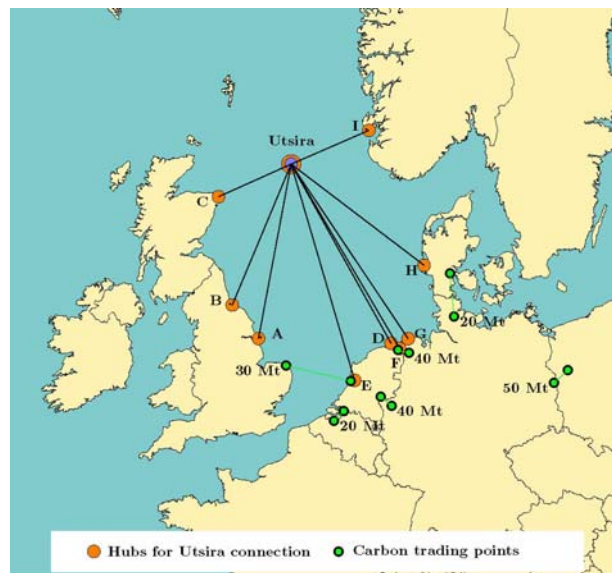 I
Utsira
C
H
B
A
D
G
F
20 Mt
40 Mt
30 Mt
E
50 Mt
40 Mt
20 Mt
Hubs for Utsira connection
Carbon trading points